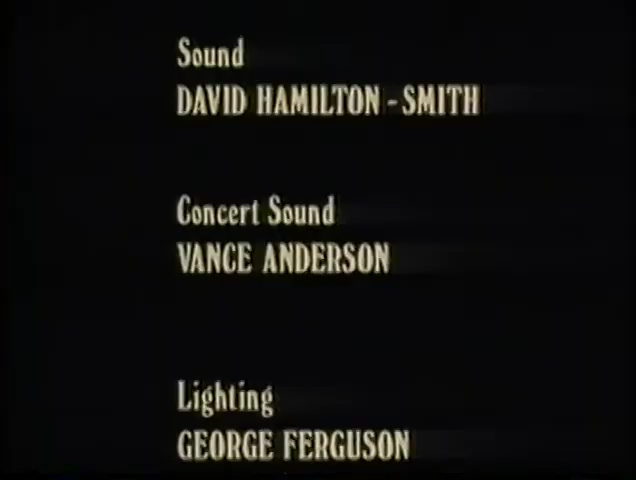 Sound
DAVID HAMILTON-SMITH
Concert Sound
VANCE ANDERSON
Lighting
GEORGE FERGUSON